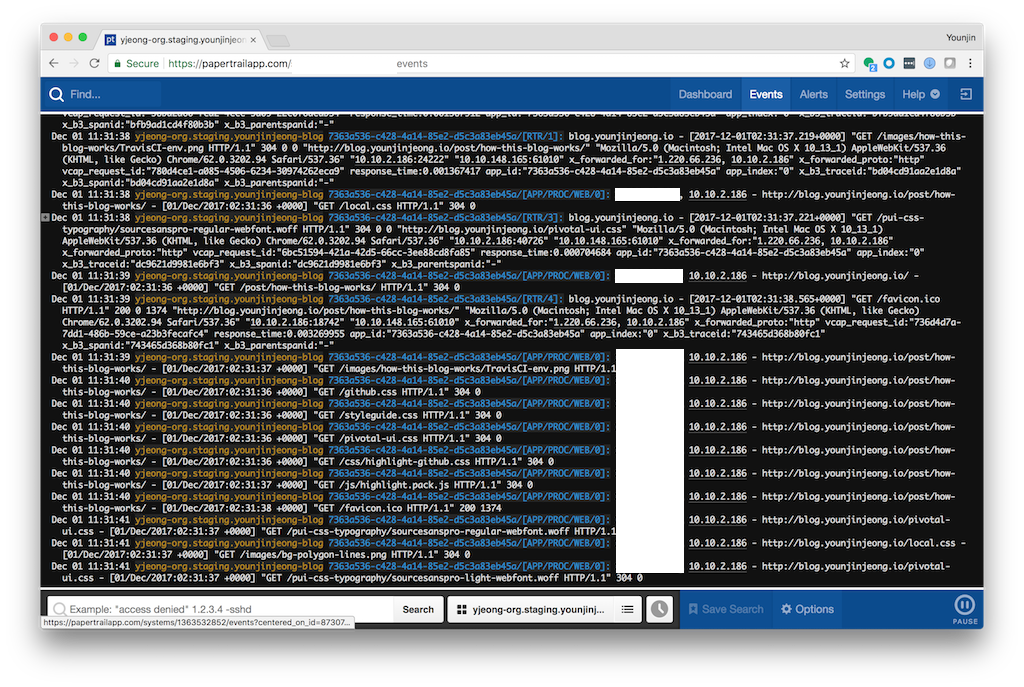 yjeong-org.staging.younjinjeon
Younjin
Secure https://papertrailapp.com/ events
2
pt
Find... Dashboard Events Alerts Settings Help
x_b3_spanid:"bfb9ad1cd4f80b3b" x_b3_parentspanid:"-"
Dec 01 11:31:38 yjeong-org.staging.younjinjeong-blog 7363a536-c428-4a14-85e2-d5c3a83eb45a/[RTR/1]: blog.younjinjeong.io - [2017-12-01T02:31:37.219+0000] "GET /images/how-this-
blog-works/TravisCI-env.png HTTP/1.1" 304 0 0 "http://blog.younjinjeong.io/post/how-this-blog-works/" "Mozilla/5.0 (Macintosh; Intel Mac OS X 10_13_1) AppleWebKit/537.36
(KHTML, like Gecko) Chrome/62.0.3202.94 Safari/537.36" "10.10.2.186:24222" "10.10.148.165:61010" x_forwarded_for:"1.220.66.236, 10.10.2.186" x_forwarded_proto:"http"
vcap_request_id:"780d4ce1-a085-4506-6234-30974262eca9" response_time:0.001367417 app_id:"7363a536-c428-4a14-85e2-d5c3a83eb45a" app_index:"0" x_b3_traceid:"bd04cd91aa2e1d8a"
x_b3_spanid:"bd04cd91aa2e1d8a" x_b3_parentspanid:"-"
Dec 01 11:31:38 yjeong-org.staging.younjinjeong-blog 7363a536-c428-4a14-85e2-d5c3a83eb45a/[APP/PROC/WEB/0]: , 10.10.2.186 - http://blog.younjinjeong.io/post/how-
this-blog-works/ - [01/Dec/2017:02:31:36 +0000] "GET /local.css HTTP/1.1" 304 0
Dec 01 11:31:38 yjeong-org.staging.younjinjeong-blog 7363a536-c428-4a14-85e2-d5c3a83eb45a/[RTR/3]: blog.younjinjeong.io - [2017-12-01T02:31:37.221+0000] "GET /pui-css-
typography/sourcesanspro-regular-webfont.woff HTTP/1.1" 304 0 0 "http://blog.younjinjeong.io/pivotal-ui.css" "Mozilla/5.0 (Macintosh; Intel Mac OS X 10_13_1)
AppleWebKit/537.36 (KHTML, like Gecko) Chrome/62.0.3202.94 Safari/537.36" "10.10.2.186:40726" "10.10.148.165:61010" x_forwarded_for:"1.220.66.236, 10.10.2.186"
x_forwarded_proto:"http" vcap_request_id:"6bc51594-421a-42d5-66cc-3ee88cd8fa85" response_time:0.000704684 app_id:"7363a536-c428-4a14-85e2-d5c3a83eb45a" app_index:"0"
x_b3_traceid:"dc9621d9981e6bf3" x_b3_spanid:"dc9621d9981e6bf3" x_b3_parentspanid:"-"
Dec 01 11:31:39 yjeong-org.staging.younjinjeong-blog 7363a536-c428-4a14-85e2-d5c3a83eb45a/[APP/PROC/WEB/0]: 10.10.2.186 - http://blog.younjinjeong.io/ -
[01/Dec/2017:02:31:36 +0000] "GET /post/how-this-blog-works/ HTTP/1.1" 304 0
Dec 01 11:31:39 yjeong-org.staging.younjinjeong-blog 7363a536-c428-4a14-85e2-d5c3a83eb45a/[RTR/4]: blog.younjinjeong.io - [2017-12-01T02:31:38.565+0000] "GET /favicon.ico
HTTP/1.1" 200 0 1374 "http://blog.younjinjeong.io/post/how-this-blog-works/" "Mozilla/5.0 (Macintosh; Intel Mac OS X 10_13_1) AppleWebKit/537.36 (KHTML, like Gecko)
Chrome/62.0.3202.94 Safari/537.36" "10.10.2.186:18742" "10.10.148.165:61010" x_forwarded_for:"1.220.66.236, 10.10.2.186" x_forwarded_proto:"http" vcap_request_id:"736d4d7a-
7dd1-486b-59ce-a23b3fecafc4" response_time:0.003269955 app_id:"7363a536-c428-4a14-85e2-d5c3a83eb45a" app_index:"0" x_b3_traceid:"743465d368b80fc1"
x_b3_spanid:"743465d368b80fc1" x_b3_parentspanid:"-"
Dec 01 11:31:39 yjeong-org.staging.younjinjeong-blog 7363a536-c428-4a14-85e2-d5c3a83eb45a/[APP/PROC/WEB/0]: 10.10.2.186 - http://blog.younjinjeong.io/post/how-
this-blog-works/ - [01/Dec/2017:02:31:37 +0000] "GET /images/how-this-blog-works/TravisCI-env.png HTTP/1.1
Dec 01 11:31:40 yjeong-org.staging.younjinjeong-blog 7363a536-c428-4a14-85e2-d5c3a83eb45a/[APP/PROC/WEB/0]: 10.10.2.186 - http://blog.younjinjeong.io/post/how-
this-blog-works/ - [01/Dec/2017:02:31:36 +0000] "GET /github.css HTTP/1.1" 304 0
Dec 01 11:31:40 yjeong-org.staging.younjinjeong-blog 7363a536-c428-4a14-85e2-d5c3a83eb45a/[APP/PROC/WEB/0]: 10.10.2.186 - http://blog.younjinjeong.io/post/how-
this-blog-works/ - [01/Dec/2017:02:31:36 +0000] "GET /styleguide.css HTTP/1.1" 304 0
Dec 01 11:31:40 yjeong-org.staging.younjinjeong-blog 7363a536-c428-4a14-85e2-d5c3a83eb45a/[APP/PROC/WEB/0]: 10.10.2.186 - http://blog.younjinjeong.io/post/how-
this-blog-works/ - [01/Dec/2017:02:31:36 +0000] "GET /pivotal-ui.css HTTP/1.1" 304 0
Dec 01 11:31:40 yjeong-org.staging.younjinjeong-blog 7363a536-c428-4a14-85e2-d5c3a83eb45a/[APP/PROC/WEB/0]: 10.10.2.186 - http://blog.younjinjeong.io/post/how-
this-blog-works/ - [01/Dec/2017:02:31:36 +0000] "GET /css/highlight-github.css HTTP/1.1" 304 0
Dec 01 11:31:40 yjeong-org.staging.younjinjeong-blog 7363a536-c428-4a14-85e2-d5c3a83eb45a/[APP/PROC/WEB/0]: 10.10.2.186 - http://blog.younjinjeong.io/post/how-
this-blog-works/ - [01/Dec/2017:02:31:37 +0000] "GET /js/highlight.pack.js HTTP/1.1" 304 0
Dec 01 11:31:40 yjeong-org.staging.younjinjeong-blog 7363a536-c428-4a14-85e2-d5c3a83eb45a/[APP/PROC/WEB/0]: 10.10.2.186 - http://blog.younjinjeong.io/post/how-
this-blog-works/ - [01/Dec/2017:02:31:38 +0000] "GET /favicon.ico HTTP/1.1" 200 1374
Dec 01 11:31:41 yjeong-org.staging.younjinjeong-blog 7363a536-c428-4a14-85e2-d5c3a83eb45a/[APP/PROC/WEB/0]: 10.10.2.186 - http://blog.younjinjeong.io/pivotal-
ui.css - [01/Dec/2017:02:31:37 +0000] "GET /pui-css-typography/sourcesanspro-regular-webfont.woff HTTP/1.1
Dec 01 11:31:41 yjeong-org.staging.younjinjeong-blog 7363a536-c428-4a14-85e2-d5c3a83eb45a/[APP/PROC/WEB/0]: 10.10.2.186 - http://blog.younjinjeong.io/local.css -
[01/Dec/2017:02:31:37 +0000] "GET /images/bg-polygon-lines.png HTTP/1.1" 304 0
Dec 01 11:31:41 yjeong-org.staging.younjinjeong-blog 7363a536-c428-4a14-85e2-d5c3a83eb45a/[APP/PROC/WEB/0]: 10.10.2.186 - http://blog.younjinjeong.io/pivotal-
ui.css - [01/Dec/2017:02:31:37 +0000] "GET /pui-css-typography/sourcesanspro-light-webfont.woff HTTP/1.1" 304 0
Example: "access denied" 1.2.3.4 -sshd Search yjeong-org.staging.younjinj... Save Search Options PAUSE
https://papertrailapp.com/systems/1363532852/events?centered_on_id=87307...